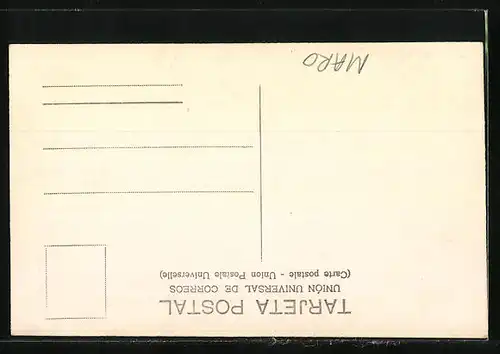 TARJETA POSTAL
UNIÓN UNIVERSAL DE CORREOS
(Carte postale - Union Postale Universelle)
MARO